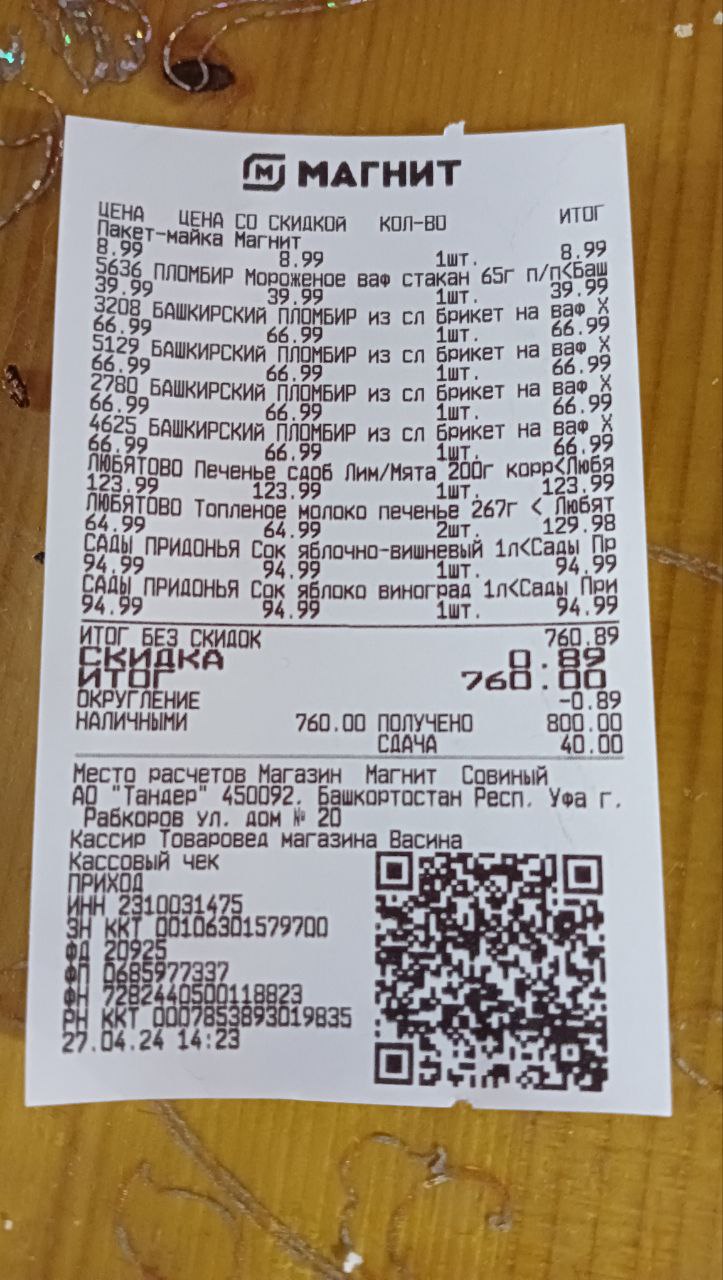 МАГНИТ
ЦЕНА ЦЕНА СО СКИДКОЙ КОЛ-ВО ИТОГ
Пакет-майка Магнит
8.99 8.99 1шт. 8.99
5636 ПЛОМБИР Мороженое ваф стакан 65г п/п<Баш
39.99 39.99 1шт. 39.99
3208 БАШКИРСКИЙ ПЛОМБИР из сл брикет на ваф Х
66.99 66.99 1шт. 66.99
5129 БАШКИРСКИЙ ПЛОМБИР из сл брикет на ваф Х
66.99 66.99 1шт. 66.99
2780 БАШКИРСКИЙ ПЛОМБИР из сл брикет на ваф Х
66.99 66.99 1шт. 66.99
4625 БАШКИРСКИЙ ПЛОМБИР из сл брикет на ваф Х
66.99 66.99 1шт. 66.99
ЛЮБЯТОВО Печенье сдоб Лим/Мята 200г корр<Любя
123.99 123.99 1шт. 123.99
ЛЮБЯТОВО Топленое молоко печенье 267г < Любят
64.99 64.99 2шт. 129.98
САДЫ ПРИДОНЬЯ Сок яблочно-вишневый 1л<Сады Пр
94.99 94.99 1шт. 94.99
САДЫ ПРИДОНЬЯ Сок яблоко виноград 1л<Сады При
94.99 94.99 1шт. 94.99
ИТОГ БЕЗ СКИДОК 760.89
СКИДКА 0.89
ИТОГ 760.00
ОКРУГЛЕНИЕ -0.89
НАЛИЧНЫМИ 760.00 ПОЛУЧЕНО 800.00
СДАЧА 40.00
Место расчетов Магазин Магнит Совиный
АО "Тандер" 450092. Башкортостан Респ. Уфа г.
Рабкоров ул. дом № 20
Кассир Товаровед магазина Васина
Кассовый чек
ПРИХОД
ИНН 2310031475
ЗН ККТ 00106301579700
ФД 20925
ФП 0685977337
ФН 7282440500118823
РН ККТ 0007853893019835
27.04.24 14:23